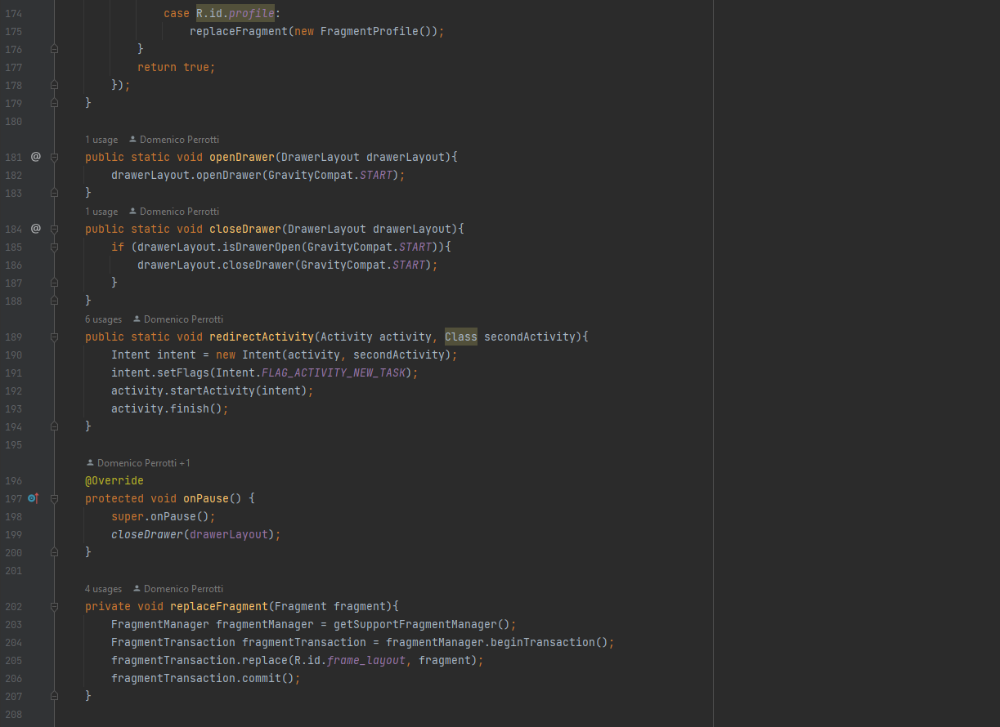 174 case R.id.profile:
175 replaceFragment(new FragmentProfile());
176 }
177 return true;
178 });
179 }
180
1 usage Domenico Perrotti
181 @ public static void openDrawer(DrawerLayout drawerLayout){
182 drawerLayout.openDrawer(GravityCompat.START);
183 }
1 usage Domenico Perrotti
184 @ public static void closeDrawer(DrawerLayout drawerLayout){
185 if (drawerLayout.isDrawerOpen(GravityCompat.START)){
186 drawerLayout.closeDrawer(GravityCompat.START);
187 }
188 }
6 usages Domenico Perrotti
189 public static void redirectActivity(Activity activity, Class secondActivity){
190 Intent intent = new Intent(activity, secondActivity);
191 intent.setFlags(Intent.FLAG_ACTIVITY_NEW_TASK);
192 activity.startActivity(intent);
193 activity.finish();
194 }
195
Domenico Perrotti +1
196 @Override
197 protected void onPause() {
198 super.onPause();
199 closeDrawer(drawerLayout);
200 }
201
4 usages Domenico Perrotti
202 private void replaceFragment(Fragment fragment){
203 FragmentManager fragmentManager = getSupportFragmentManager();
204 FragmentTransaction fragmentTransaction = fragmentManager.beginTransaction();
205 fragmentTransaction.replace(R.id.frame_layout, fragment);
206 fragmentTransaction.commit();
207 }
208